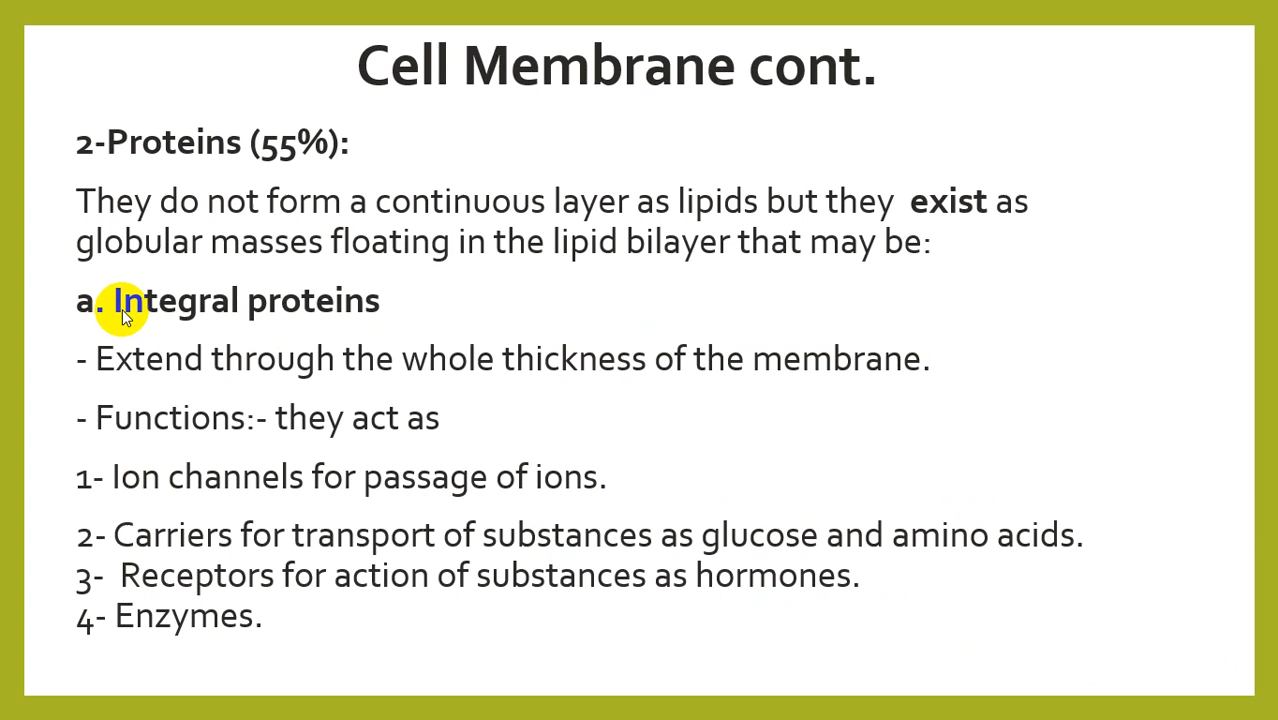 Cell Membrane cont.
2-Proteins (55%):
They do not form a continuous layer as lipids but they exist as
globular masses floating in the lipid bilayer that may be:
a. Integral proteins
- Extend through the whole thickness of the membrane.
- Functions:- they act as
1- Ion channels for passage of ions.
2- Carriers for transport of substances as glucose and amino acids.
3- Receptors for action of substances as hormones.
4- Enzymes.